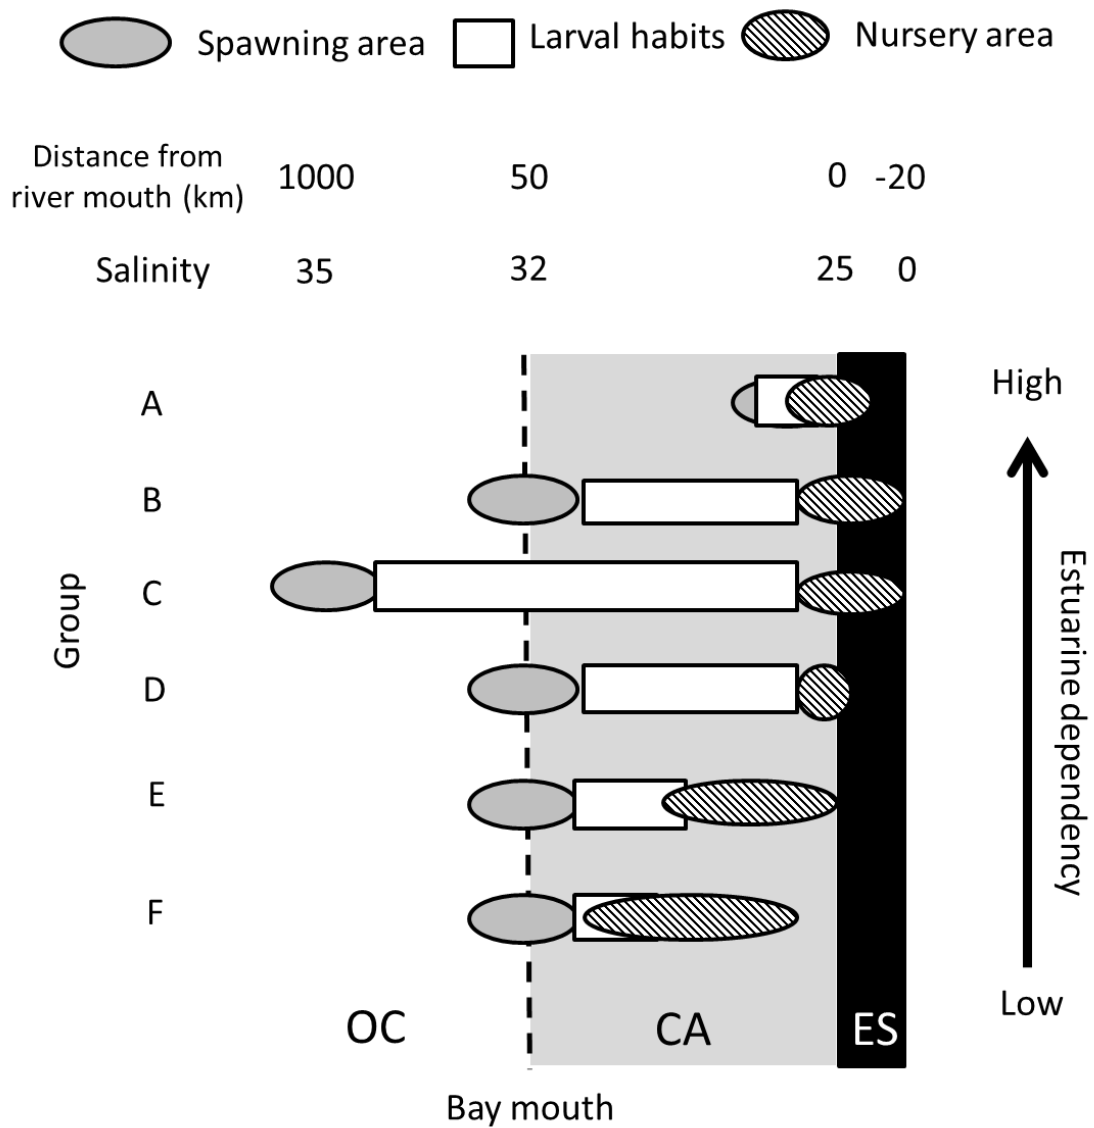 Spawning area
Larval habits
Nursery area
Distance from
river mouth (km)
1000
50
0
-20
Salinity
35
32
25
0
High
A
B
C
D
E
F
Group
Estuarine dependency
Low
OC
CA
ES
Bay mouth